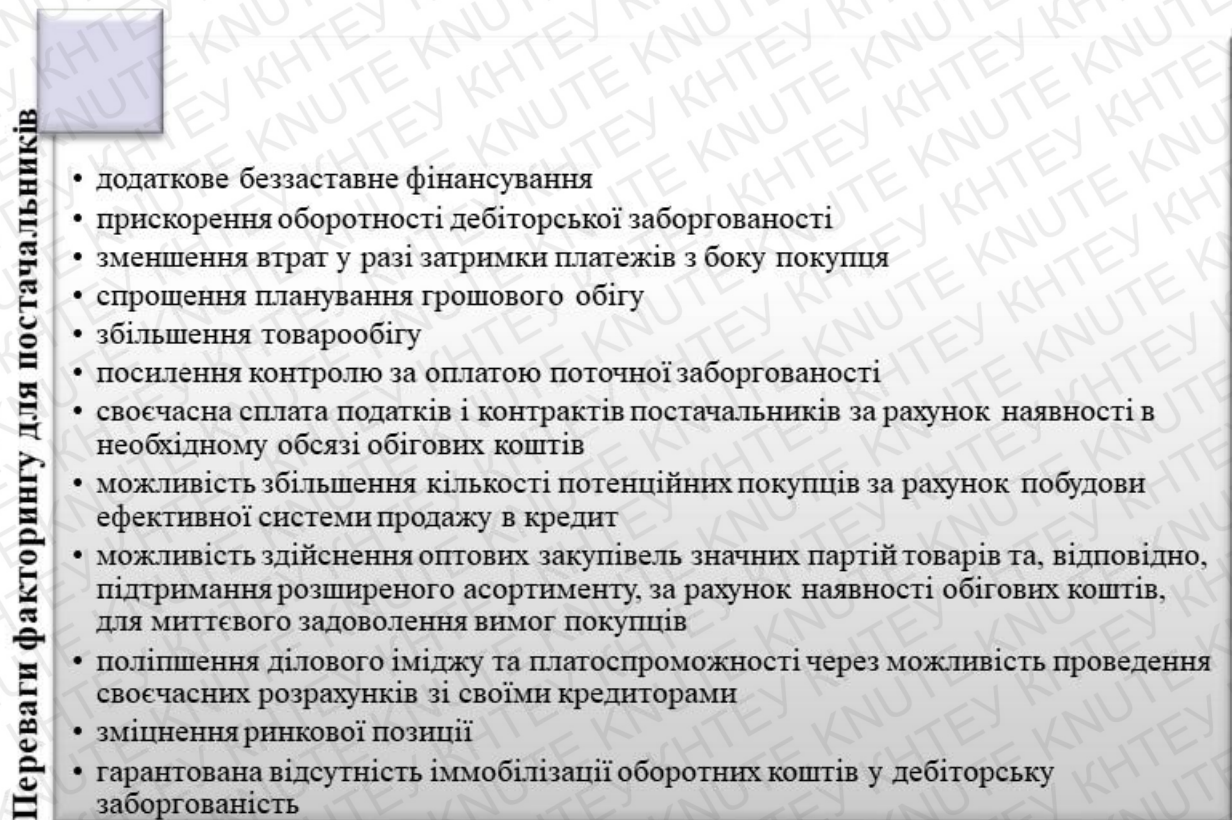 Переваги факторингу для постачальників
• додаткове беззаставне фінансування
• прискорення оборотності дебіторської заборгованості
• зменшення втрат у разі затримки платежів з боку покупця
• спрощення планування грошового обігу
• збільшення товарообігу
• посилення контролю за оплатою поточної заборгованості
• своєчасна сплата податків і контрактів постачальників за рахунок наявності в
необхідному обсязі обігових коштів
• можливість збільшення кількості потенційних покупців за рахунок побудови
ефективної системи продажу в кредит
• можливість здійснення оптових закупівель значних партій товарів та, відповідно,
підтримання розширеного асортименту, за рахунок наявності обігових коштів,
для миттєвого задоволення вимог покупців
• поліпшення ділового іміджу та платоспроможності через можливість проведення
своєчасних розрахунків зі своїми кредиторами
• зміцнення ринкової позиції
• гарантована відсутність іммобілізації оборотних коштів у дебіторську
заборгованість
КНТЕУ KNUTE